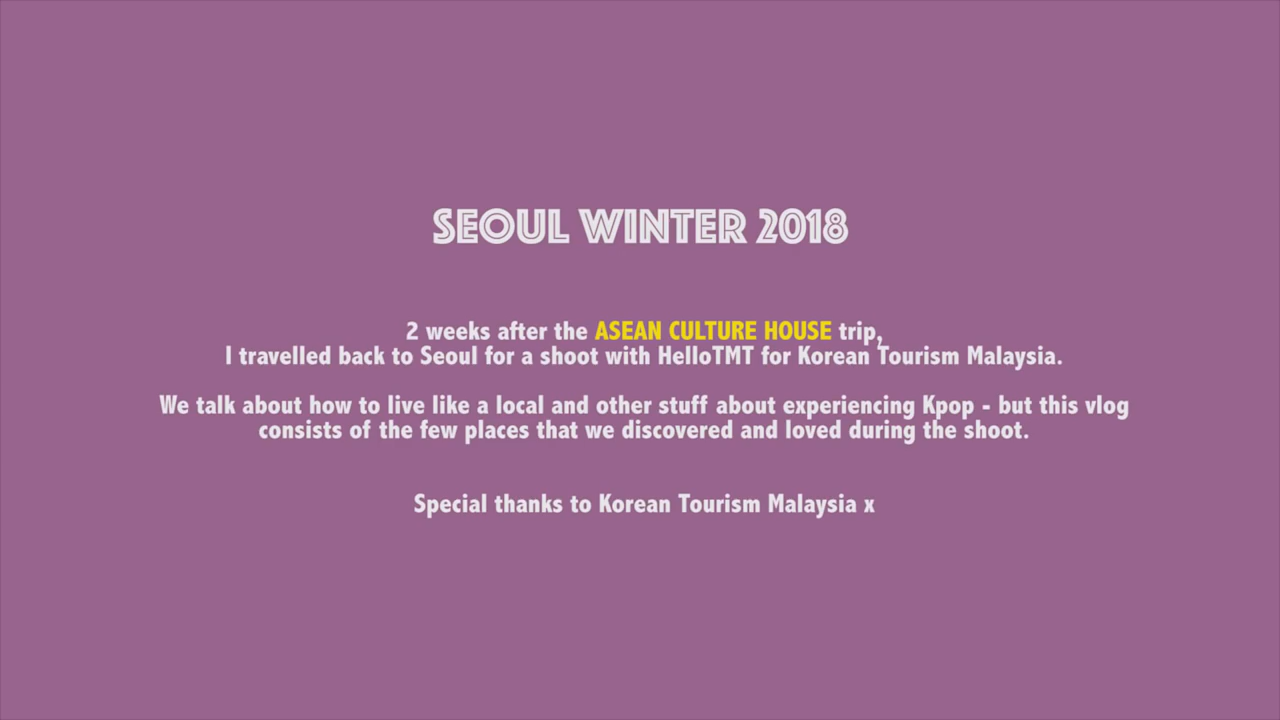 SEOUL WINTER 2018
2 weeks after the ASEAN CULTURE HOUSE trip,
I travelled back to Seoul for a shoot with HelloTMT for Korean Tourism Malaysia.
We talk about how to live like a local and other stuff about experiencing Kpop - but this vlog
consists of the few places that we discovered and loved during the shoot.
Special thanks to Korean Tourism Malaysia x